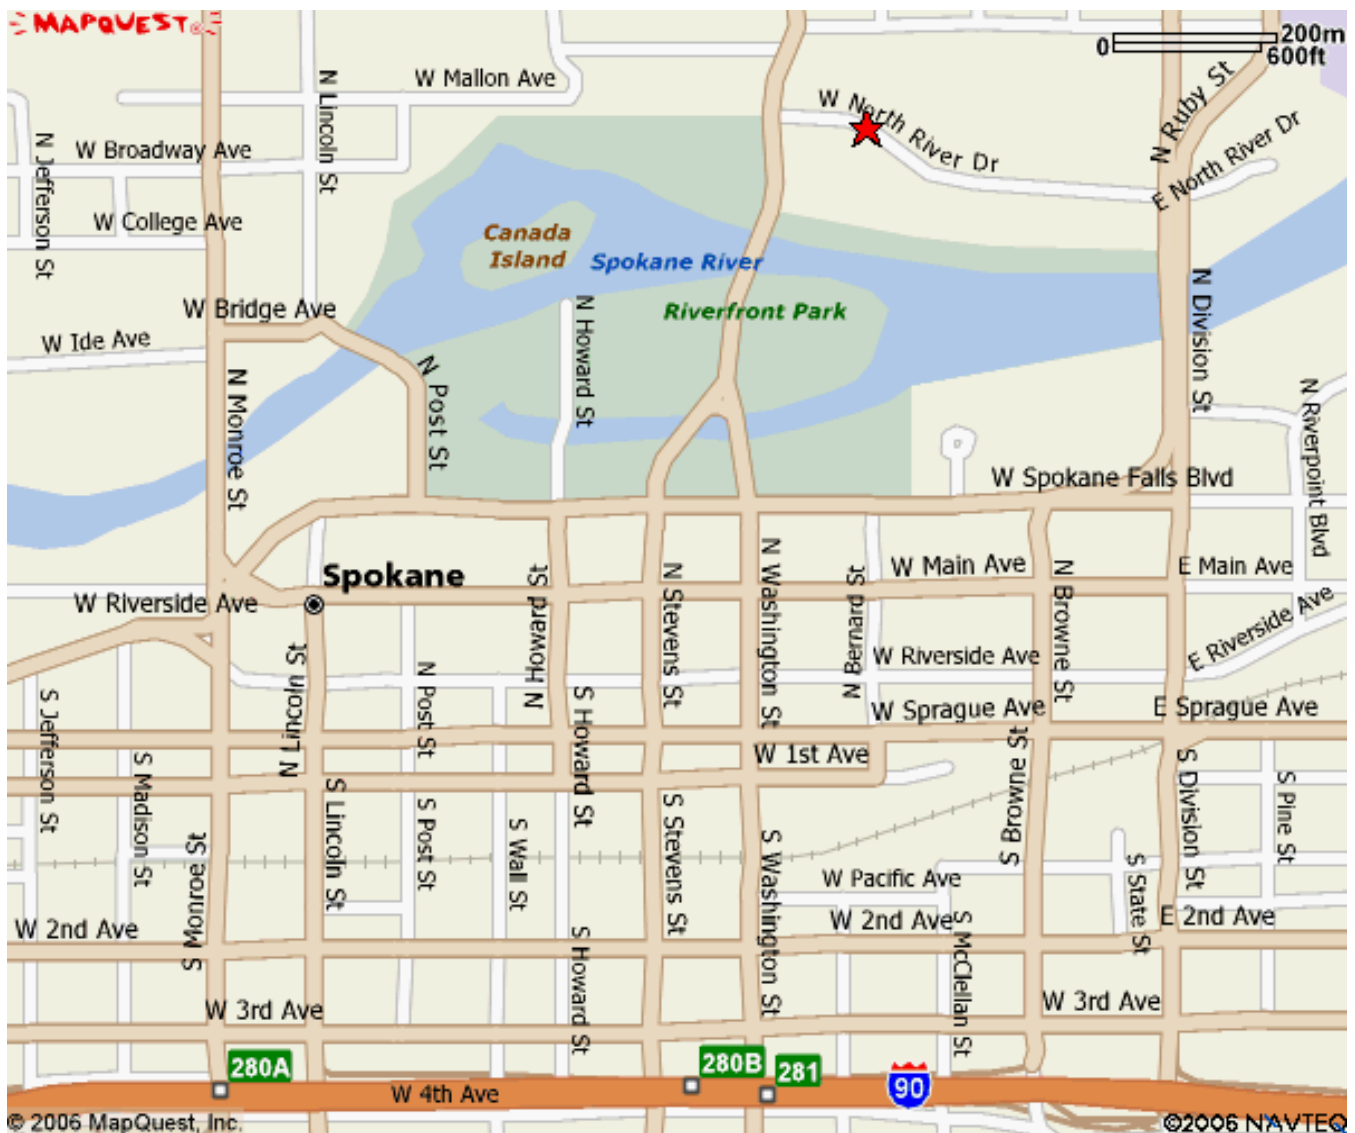 MAPQUEST
200m
0
600ft
W Mallon Ave
N Lincoln St
W North River Dr
N Ruby St
E North River Dr
N Jefferson St
W Broadway Ave
W College Ave
Canada
Island
Spokane River
Riverfront Park
W Bridge Ave
W Ide Ave
N Howard St
N Division St
N Monroe St
N Post St
N Riverpoint Blvd
W Spokane Falls Blvd
Spokane
W Main Ave
E Main Ave
W Riverside Ave
N Howard St
N Stevens St
N Washington St
N Bernard St
N Browne St
E Riverside Ave
W Riverside Ave
N Lincoln St
N Post St
S Jefferson St
S Madison St
S Howard St
W Sprague Ave
E Sprague Ave
W 1st Ave
S Browne St
S Division St
S Pine St
S Monroe St
S Lincoln St
S Post St
S Wall St
S Stevens St
S Washington St
W Pacific Ave
S State St
W 2nd Ave
W 2nd Ave
E 2nd Ave
S Howard St
S McClellan St
W 3rd Ave
W 3rd Ave
280A
280B
281
90
W 4th Ave
© 2006 MapQuest, Inc.
©2006 NAVTEQ